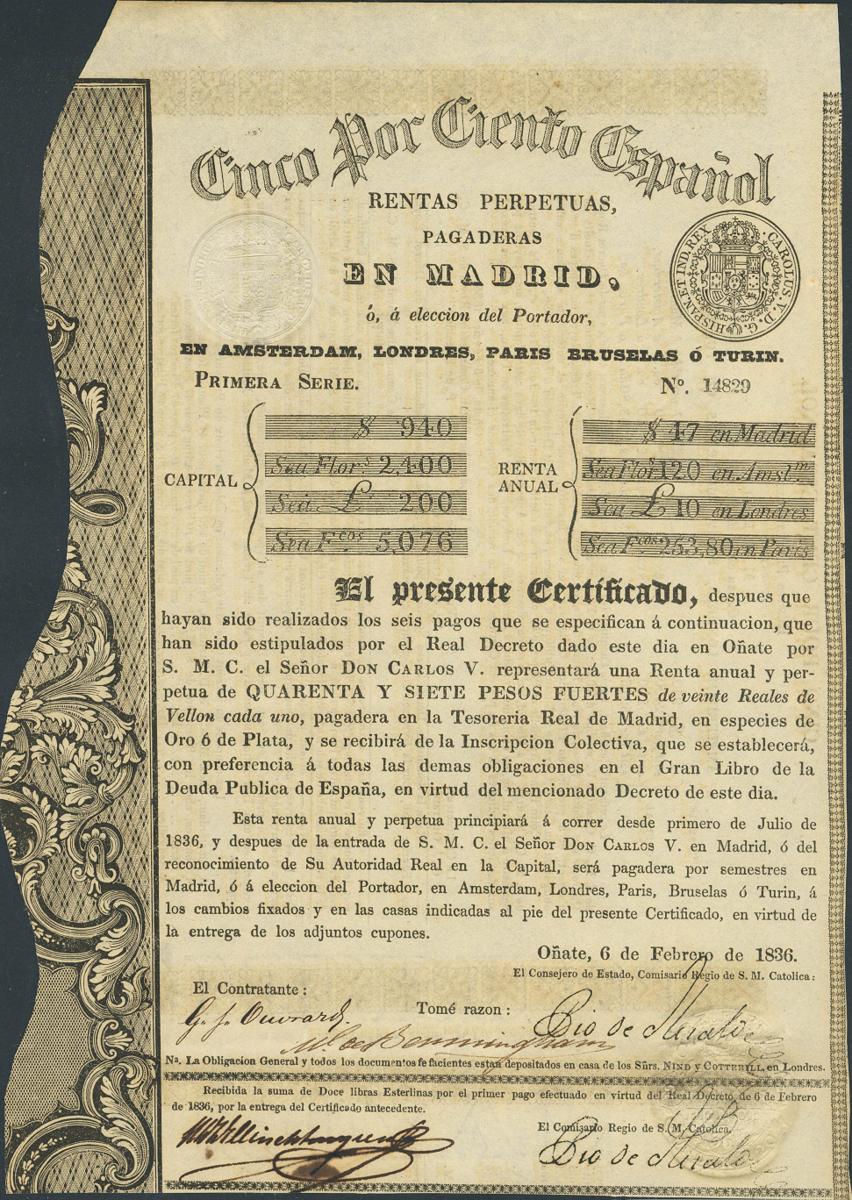 Cinco Por Ciento Español
RENTAS PERPETUAS,
PAGADERAS
EN MADRID,
ó, á eleccion del Portador,
CAROLUS. V. D. G. HISPAN. ET IND. REX
EN AMSTERDAM, LONDRES, PARIS BRUSELAS Ó TURIN.
PRIMERA SERIE. Nº. 14829
CAPITAL
$ 940
Sea Flor.s 2,400
Sea £ 200
Sea F.cos 5,076
RENTA ANUAL
$ 47 en Madrid
Sea Flor.s 120 en Amst.m
Sea £ 10 en Londres
Sea F.cos 253,80 en Paris
El presente Certificado, despues que
hayan sido realizados los seis pagos que se especifican á continuacion, que
han sido estipulados por el Real Decreto dado este dia en Oñate por
S. M. C. el Señor DON CARLOS V. representará una Renta anual y per-
petua de QUARENTA Y SIETE PESOS FUERTES de veinte Reales de
Vellon cada uno, pagadera en la Tesoreria Real de Madrid, en especies de
Oro ó de Plata, y se recibirá de la Inscripcion Colectiva, que se establecerá,
con preferencia á todas las demas obligaciones en el Gran Libro de la
Deuda Publica de España, en virtud del mencionado Decreto de este dia.
Esta renta anual y perpetua principiará á correr desde primero de Julio de
1836, y despues de la entrada de S. M. C. el Señor DON CARLOS V. en Madrid, ó del
reconocimiento de Su Autoridad Real en la Capital, será pagadera por semestres en
Madrid, ó á eleccion del Portador, en Amsterdam, Londres, Paris, Bruselas ó Turin, á
los cambios fixados y en las casas indicadas al pie del presente Certificado, en virtud de
la entrega de los adjuntos cupones.
Oñate, 6 de Febrero de 1836.
El Consejero de Estado, Comisario Regio de S. M. Catolica:
El Contratante:
Tomé razon:
G. J. Ouvrard.
Na. La Obligacion General y todos los documentos fefacientes estan depositados en casa de los Sñrs. NIND y COTTERILL, en Londres.
Recibida la suma de Doce libras Esterlinas por el primer pago efectuado en virtud del Real Decreto, de 6 de Febrero
de 1836, por la entrega del Certificado antecedente.
El Comisario Regio de S. M. Catolica.